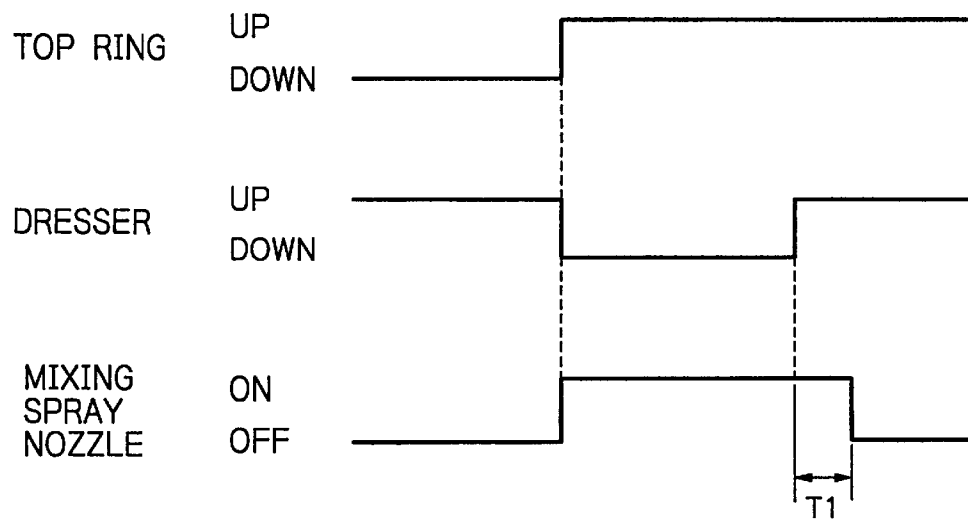 TOP RING
UP
DOWN
DRESSER
UP
DOWN
MIXING
SPRAY
NOZZLE
ON
OFF
T1